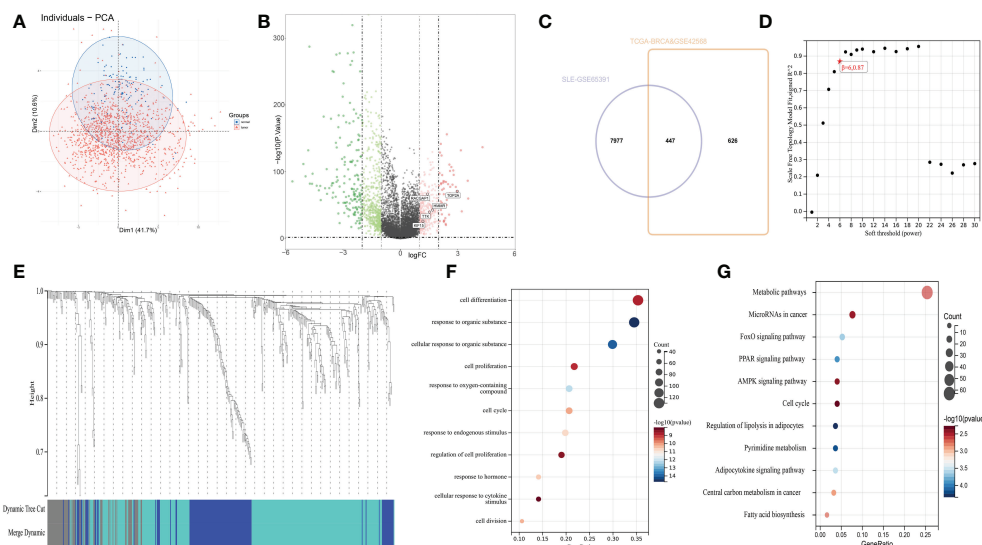 A
Individuals − PCA
Dim2 (10.6%)
Dim1 (41.7%)
Groups
B
300
200
100
0
−log10(P.Value)
TOP2A
TTK
−6
−3
0
3
6
logFC
C
TCGA-BRCA&GSE42568
SLE-GSE65391
7977
447
626
D
0.9
0.8
0.7
0.6
0.5
0.4
0.3
0.2
0.1
0.0
Scale Free Topology Model Fit,signed R^2
β=6,0.87
2 4 6 8 10 12 14 16 18 20 22 24 26 28 30
Soft threshold (power)
E
1.0
0.9
0.8
0.7
Height
Dynamic Tree Cut
Merge Dynamic
F
cell differentiation
response to organic substance
cellular response to organic substance
cell proliferation
response to oxygen-containing
compound
cell cycle
response to endogenous stimulus
regulation of cell proliferation
response to hormone
cellular response to cytokine
stimulus
cell division
0.10 0.15 0.20 0.25 0.30 0.35
Count
40
60
80
100
120
-log10(pvalue)
9
10
11
12
13
14
G
Metabolic pathways
MicroRNAs in cancer
FoxO signaling pathway
PPAR signaling pathway
AMPK signaling pathway
Cell cycle
Regulation of lipolysis in adipocytes
Pyrimidine metabolism
Adipocytokine signaling pathway
Central carbon metabolism in cancer
Fatty acid biosynthesis
0.00 0.05 0.10 0.15 0.20 0.25
GeneRatio
Count
10
20
30
40
50
60
-log10(pvalue)
2.5
3.0
3.5
4.0